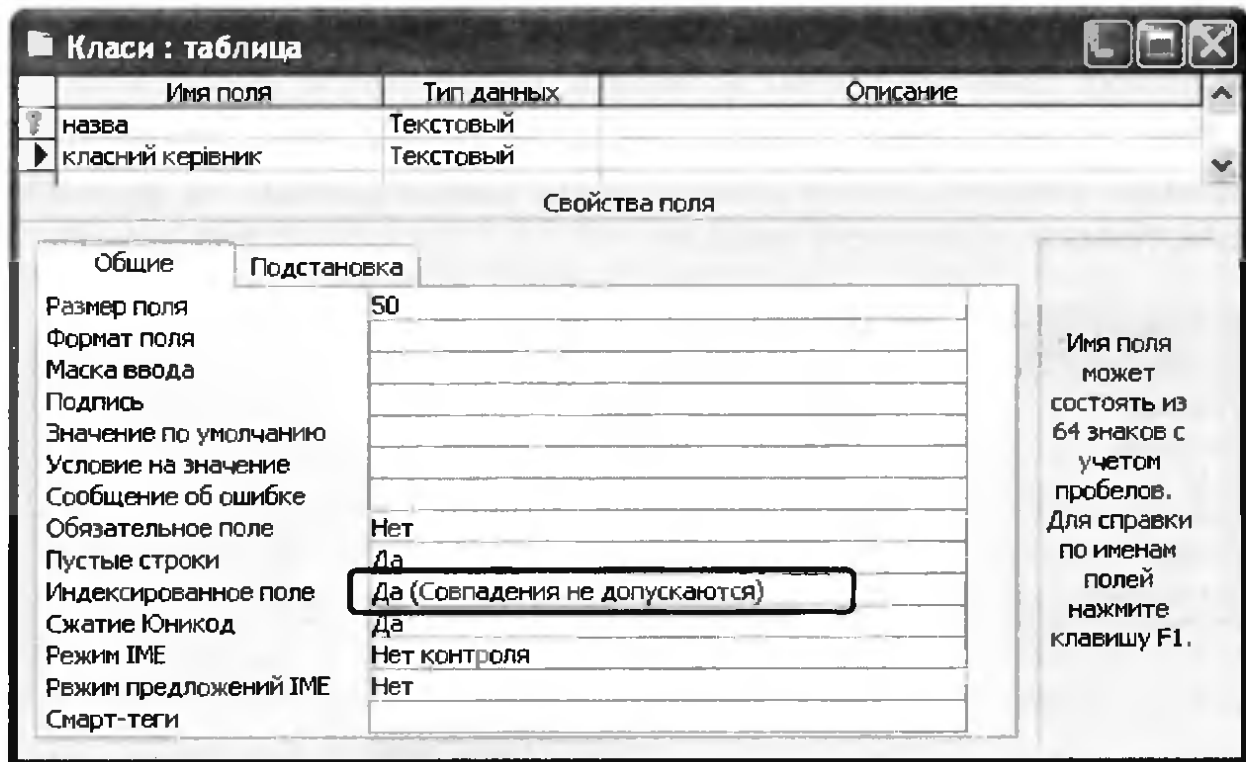 Класи : таблица
Имя поля Тип данных Описание
назва Текстовый
класний керівник Текстовый
Свойства поля
Общие Подстановка
Размер поля 50
Формат поля
Маска ввода
Подпись
Значение по умолчанию
Условие на значение
Сообщение об ошибке
Обязательное поле Нет
Пустые строки Да
Индексированное поле Да (Совпадения не допускаются)
Сжатие Юникод Да
Режим IME Нет контроля
Рвжим предложений IME Нет
Смарт-теги
Имя поля
может
состоять из
64 знаков с
учетом
пробелов.
Для справки
по именам
полей
нажмите
клавишу F1.